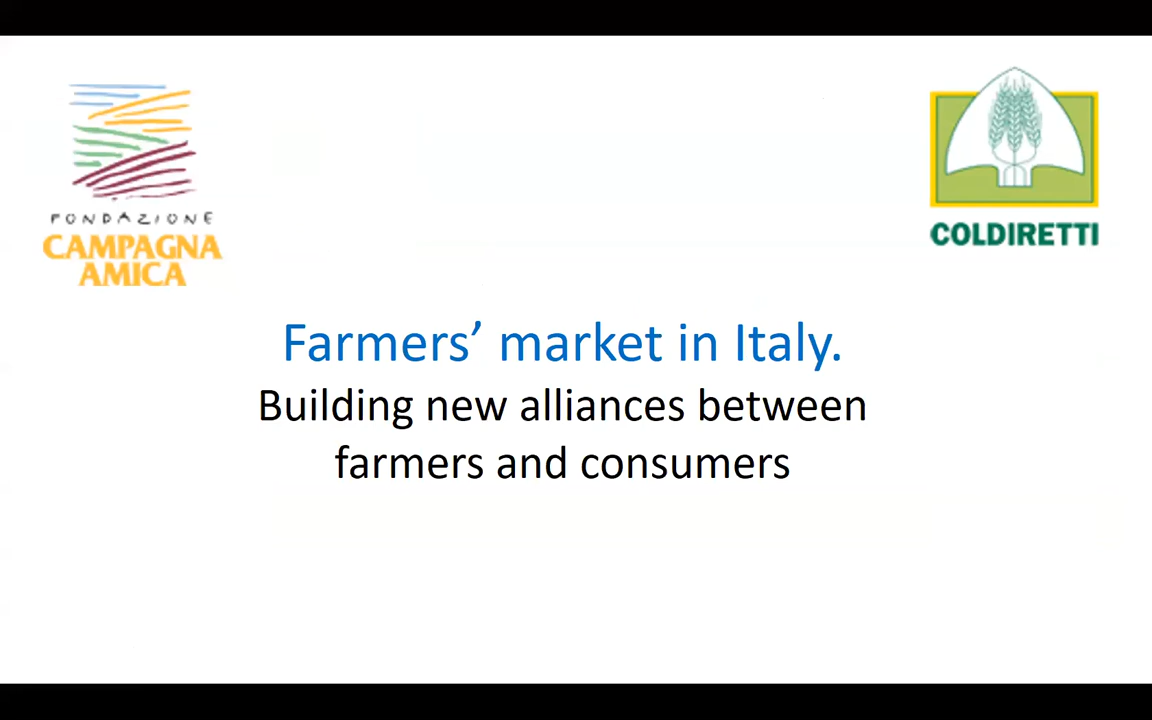 FONDAZIONE
CAMPAGNA
AMICA
COLDIRETTI
Farmers’ market in Italy.
Building new alliances between
farmers and consumers